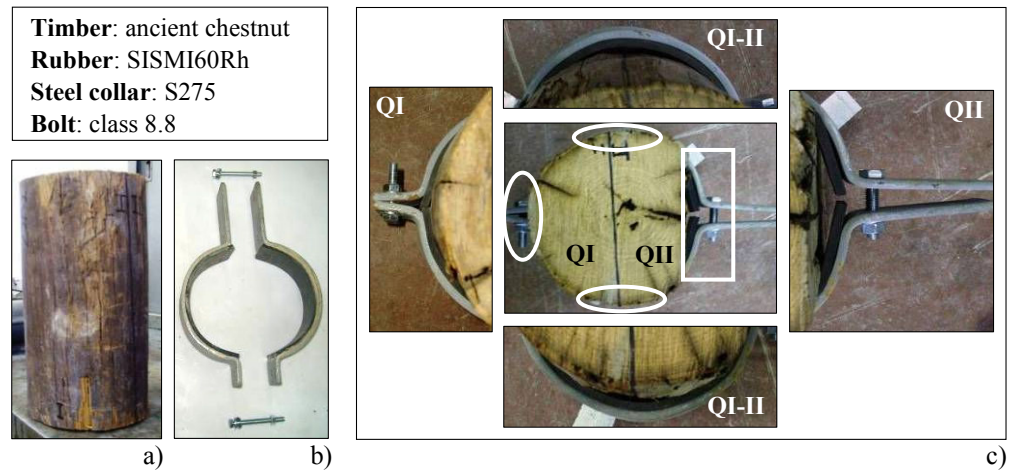 Timber: ancient chestnut
Rubber: SISMI60Rh
Steel collar: S275
Bolt: class 8.8
a)
b)
QI-II
QI
QII
QI
QII
QI-II
c)